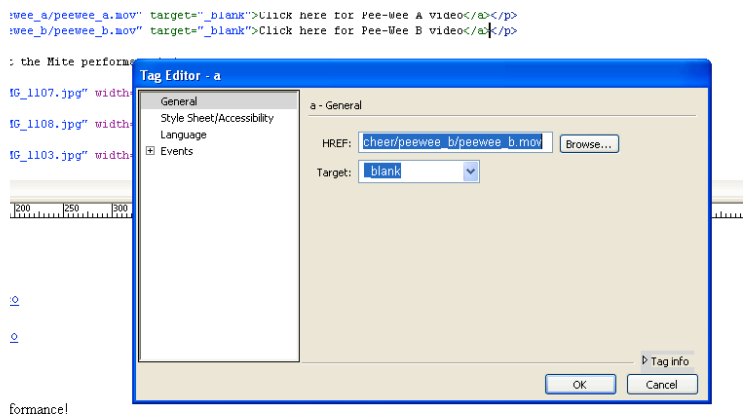 ewee_a/peewee_a.mov" target="_blank">Click here for Pee-Wee A video</a></p>
ewee_b/peewee_b.mov" target="_blank">Click here for Pee-Wee B video</a></p>
t the Mite performa
Tag Editor - a
MG_1107.jpg" width=
MG_1108.jpg" width=
MG_1103.jpg" width=
General
Style Sheet/Accessibility
Language
Events
a - General
HREF: cheer/peewee_b/peewee_b.mov Browse...
Target: _blank
200 250 300
Tag info
OK Cancel
formance!